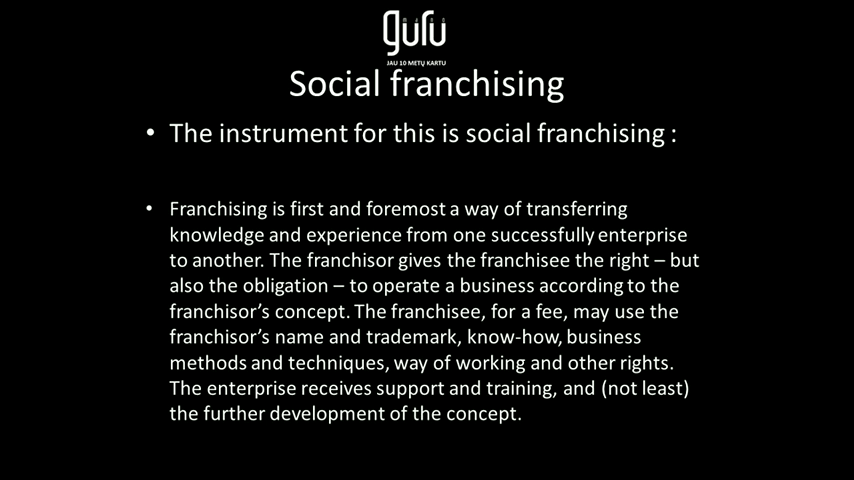 guru
JAU 10 METŲ KARTU
Social franchising
• The instrument for this is social franchising :
• Franchising is first and foremost a way of transferring
knowledge and experience from one successfully enterprise
to another. The franchisor gives the franchisee the right – but
also the obligation – to operate a business according to the
franchisor's concept. The franchisee, for a fee, may use the
franchisor's name and trademark, know-how, business
methods and techniques, way of working and other rights.
The enterprise receives support and training, and (not least)
the further development of the concept.